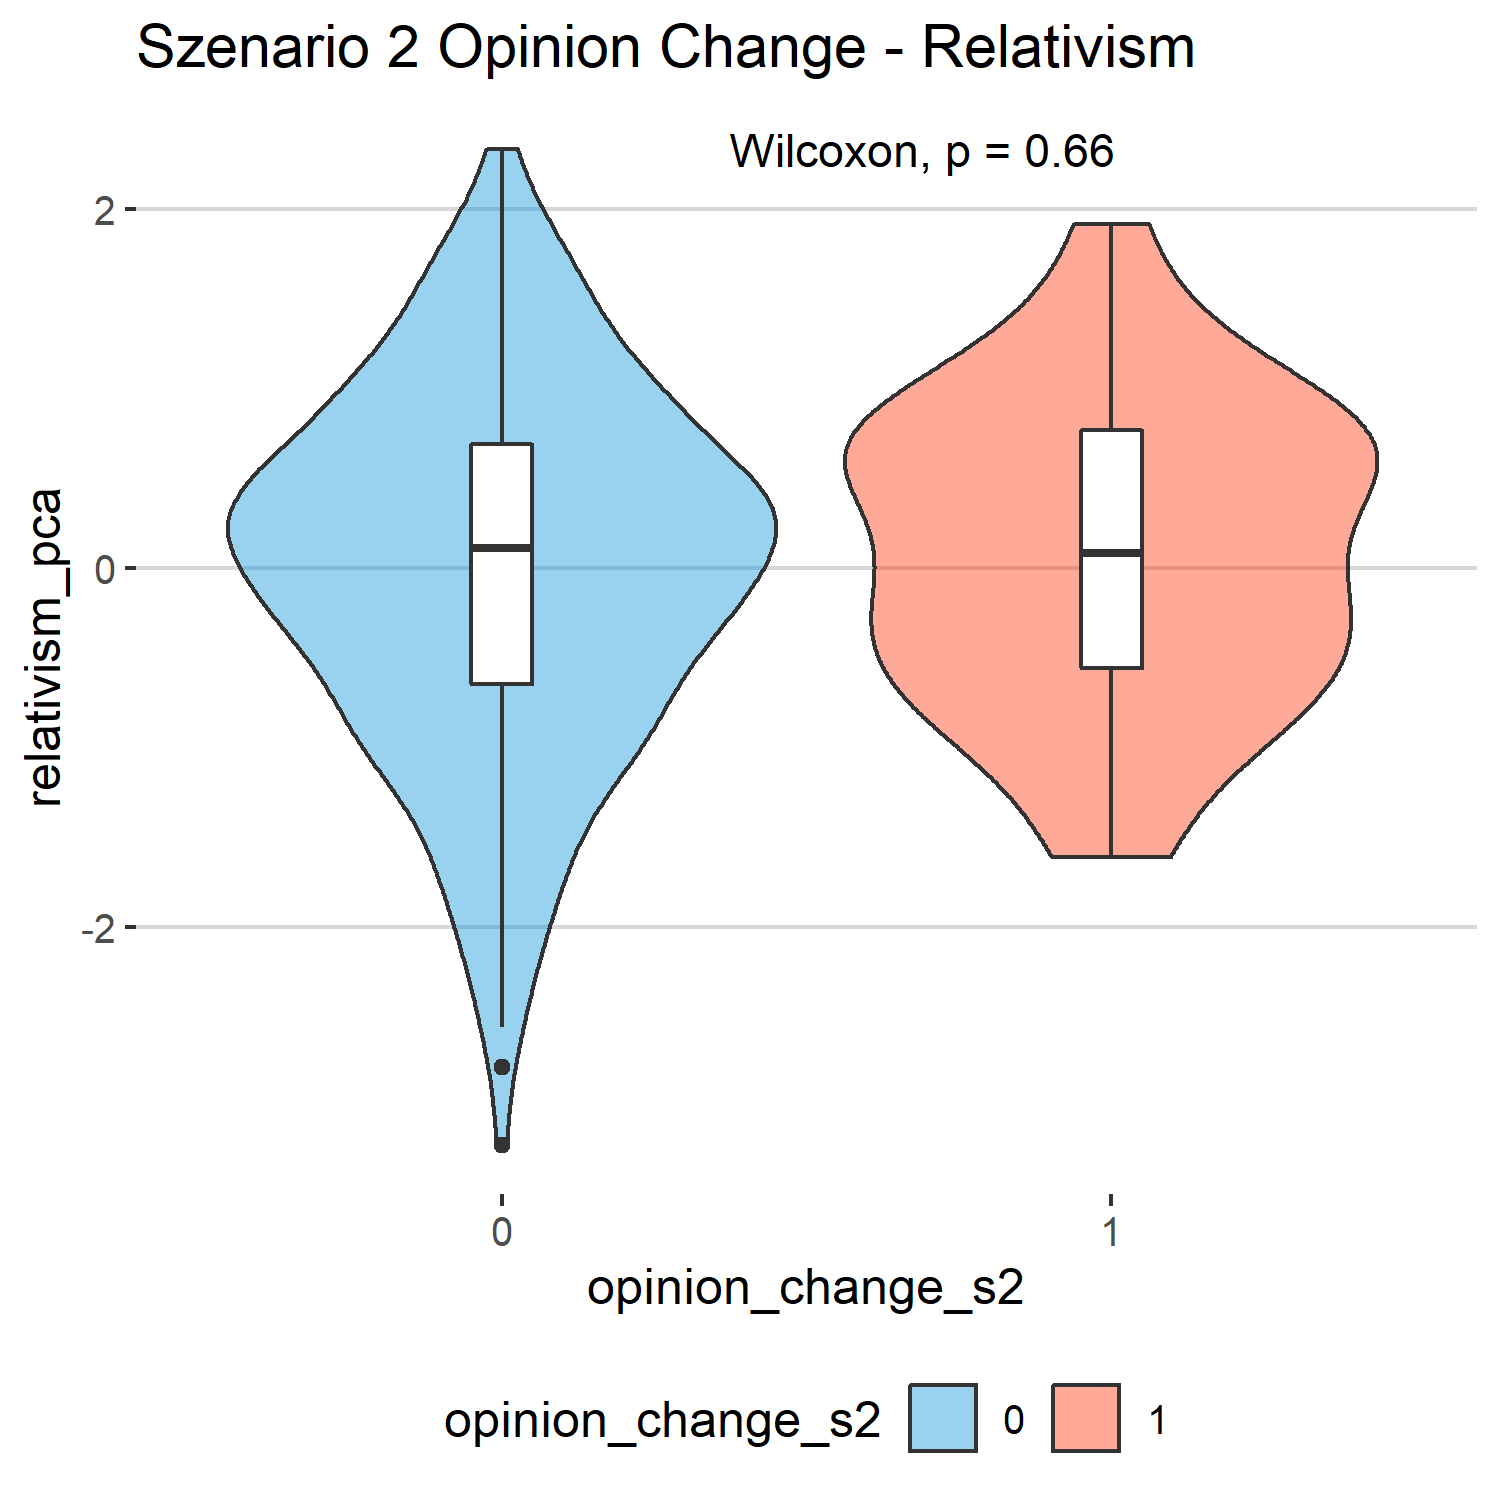 Szenario 2 Opinion Change - Relativism
Wilcoxon, p = 0.66
2
0
-2
relativism_pca
0
1
opinion_change_s2
opinion_change_s2 0 1